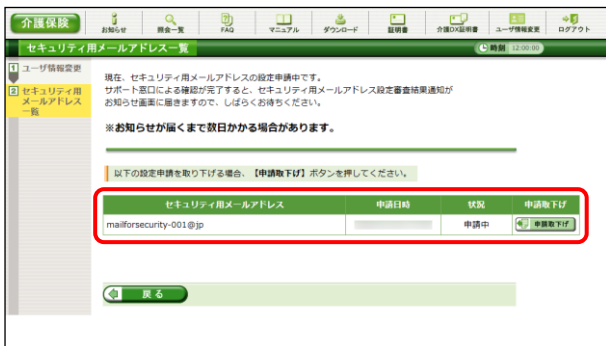 介護保険
お知らせ
照会一覧
FAQ
マニュアル
ダウンロード
証明書
介護DX証明書
ユーザ情報変更
ログアウト
セキュリティ用メールアドレス一覧
時刻 12:00:00
1 ユーザ情報変更
2 セキュリティ用
メールアドレス
一覧
現在、セキュリティ用メールアドレスの設定申請中です。
サポート窓口による確認が完了すると、セキュリティ用メールアドレス設定審査結果通知が
お知らせ画面に届きますので、しばらくお待ちください。
※お知らせが届くまで数日かかる場合があります。
以下の設定申請を取り下げる場合、【申請取下げ】ボタンを押してください。
セキュリティ用メールアドレス 申請日時 状況 申請取下げ
mailforsecurity-001@jp 申請中 申請取下げ
戻る